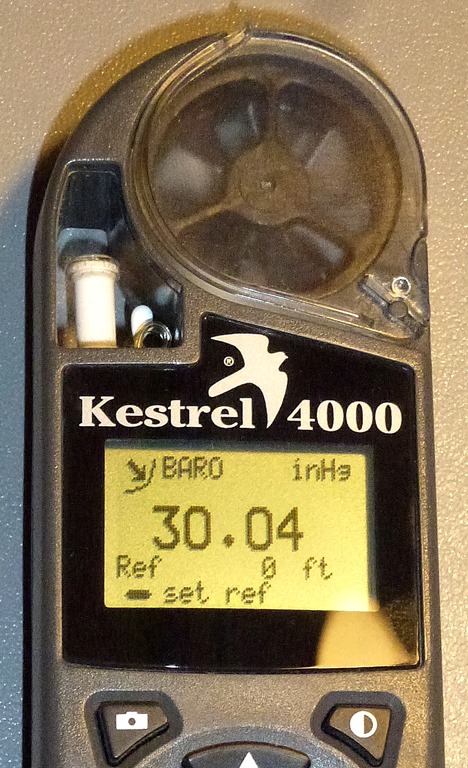 ®
Kestrel 4000
BARO inHg
30.04
Ref 0 ft
set ref